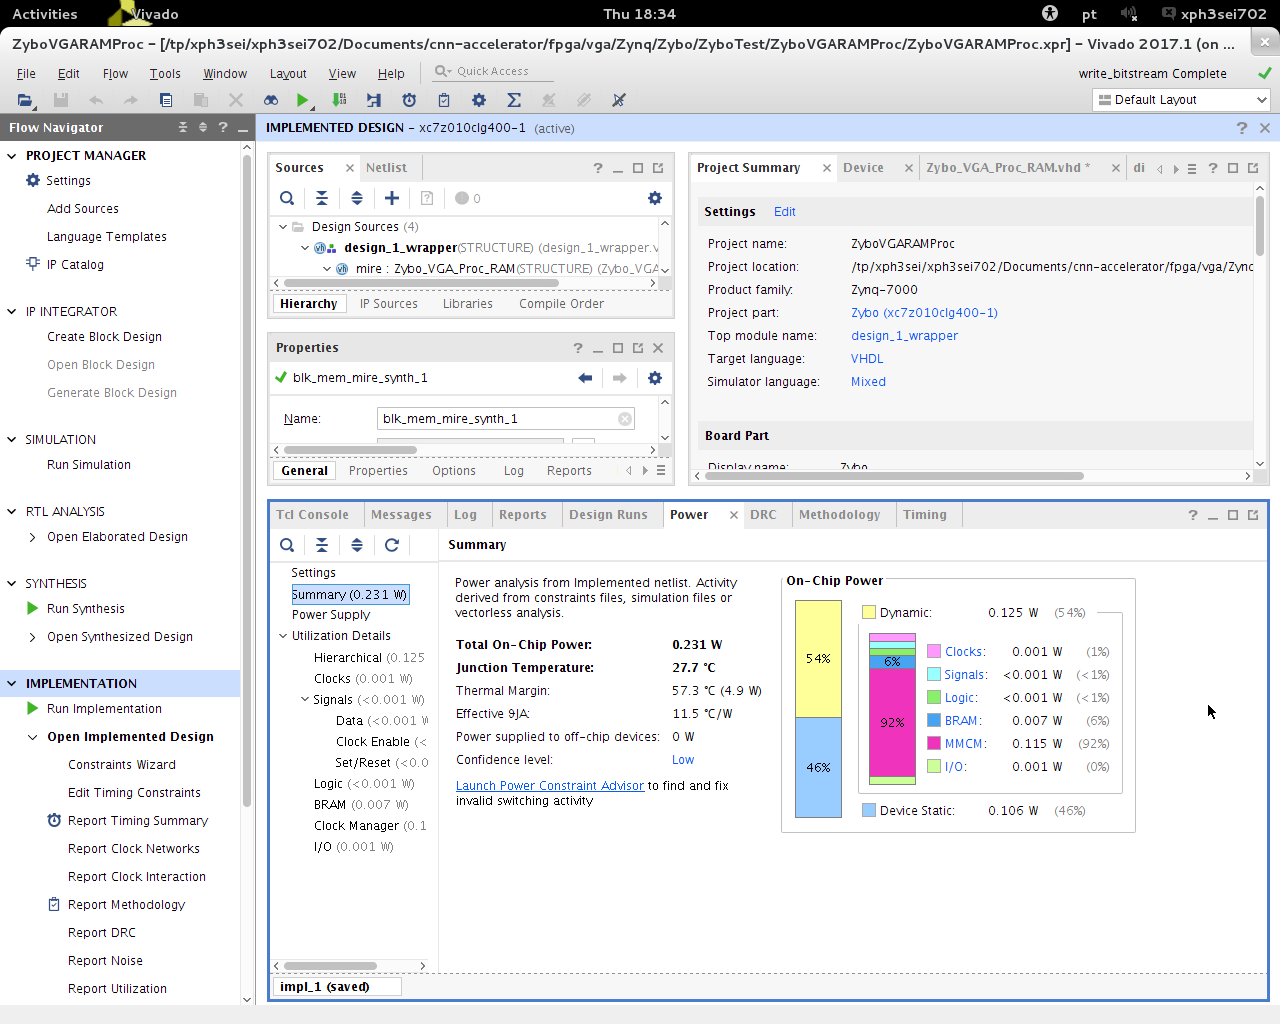 Activities Vivado Thu 18:34 pt xph3sei702
ZyboVGARAMProc – [/tp/xph3sei/xph3sei702/Documents/cnn-accelerator/fpga/vga/Zynq/Zybo/ZyboTest/ZyboVGARAMProc/ZyboVGARAMProc.xpr] – Vivado 2017.1 (on ...
File Edit Flow Tools Window Layout View Help Quick Access write_bitstream Complete
Default Layout
Flow Navigator
IMPLEMENTED DESIGN – xc7z010clg400-1 (active)
PROJECT MANAGER
Settings
Add Sources
Language Templates
IP Catalog
IP INTEGRATOR
Create Block Design
Open Block Design
Generate Block Design
SIMULATION
Run Simulation
RTL ANALYSIS
Open Elaborated Design
SYNTHESIS
Run Synthesis
Open Synthesized Design
IMPLEMENTATION
Run Implementation
Open Implemented Design
Constraints Wizard
Edit Timing Constraints
Report Timing Summary
Report Clock Networks
Report Clock Interaction
Report Methodology
Report DRC
Report Noise
Report Utilization
Sources Netlist
0
Design Sources (4)
design_1_wrapper(STRUCTURE) (design_1_wrapper.v
mire : Zybo_VGA_Proc_RAM(STRUCTURE) (Zybo_VGA
Hierarchy IP Sources Libraries Compile Order
Properties
blk_mem_mire_synth_1
Name: blk_mem_mire_synth_1
General Properties Options Log Reports
Project Summary Device Zybo_VGA_Proc_RAM.vhd * di
Settings Edit
Project name: ZyboVGARAMProc
Project location: /tp/xph3sei/xph3sei702/Documents/cnn-accelerator/fpga/vga/Zync
Product family: Zynq-7000
Project part: Zybo (xc7z010clg400-1)
Top module name: design_1_wrapper
Target language: VHDL
Simulator language: Mixed
Board Part
Display name: Zybo
Tcl Console Messages Log Reports Design Runs Power DRC Methodology Timing
Settings
Summary (0.231 W)
Power Supply
Utilization Details
Hierarchical (0.125
Clocks (0.001 W)
Signals (<0.001 W)
Data (<0.001 W
Clock Enable (<
Set/Reset (<0.0
Logic (<0.001 W)
BRAM (0.007 W)
Clock Manager (0.1
I/O (0.001 W)
Summary
Power analysis from Implemented netlist. Activity
derived from constraints files, simulation files or
vectorless analysis.
Total On-Chip Power: 0.231 W
Junction Temperature: 27.7 °C
Thermal Margin: 57.3 °C (4.9 W)
Effective ϑJA: 11.5 °C/W
Power supplied to off-chip devices: 0 W
Confidence level: Low
Launch Power Constraint Advisor to find and fix
invalid switching activity
On-Chip Power
54%
46%
Dynamic: 0.125 W (54%)
6%
92%
Clocks: 0.001 W (1%)
Signals: <0.001 W (<1%)
Logic: <0.001 W (<1%)
BRAM: 0.007 W (6%)
MMCM: 0.115 W (92%)
I/O: 0.001 W (0%)
Device Static: 0.106 W (46%)
impl_1 (saved)